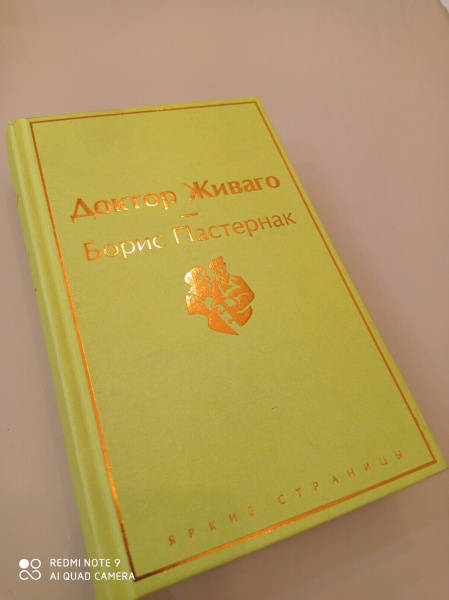 Доктор Живаго
Борис Пастернак
ЯРКИЕ СТРАНИЦЫ
REDMI NOTE 9
AI QUAD CAMERA